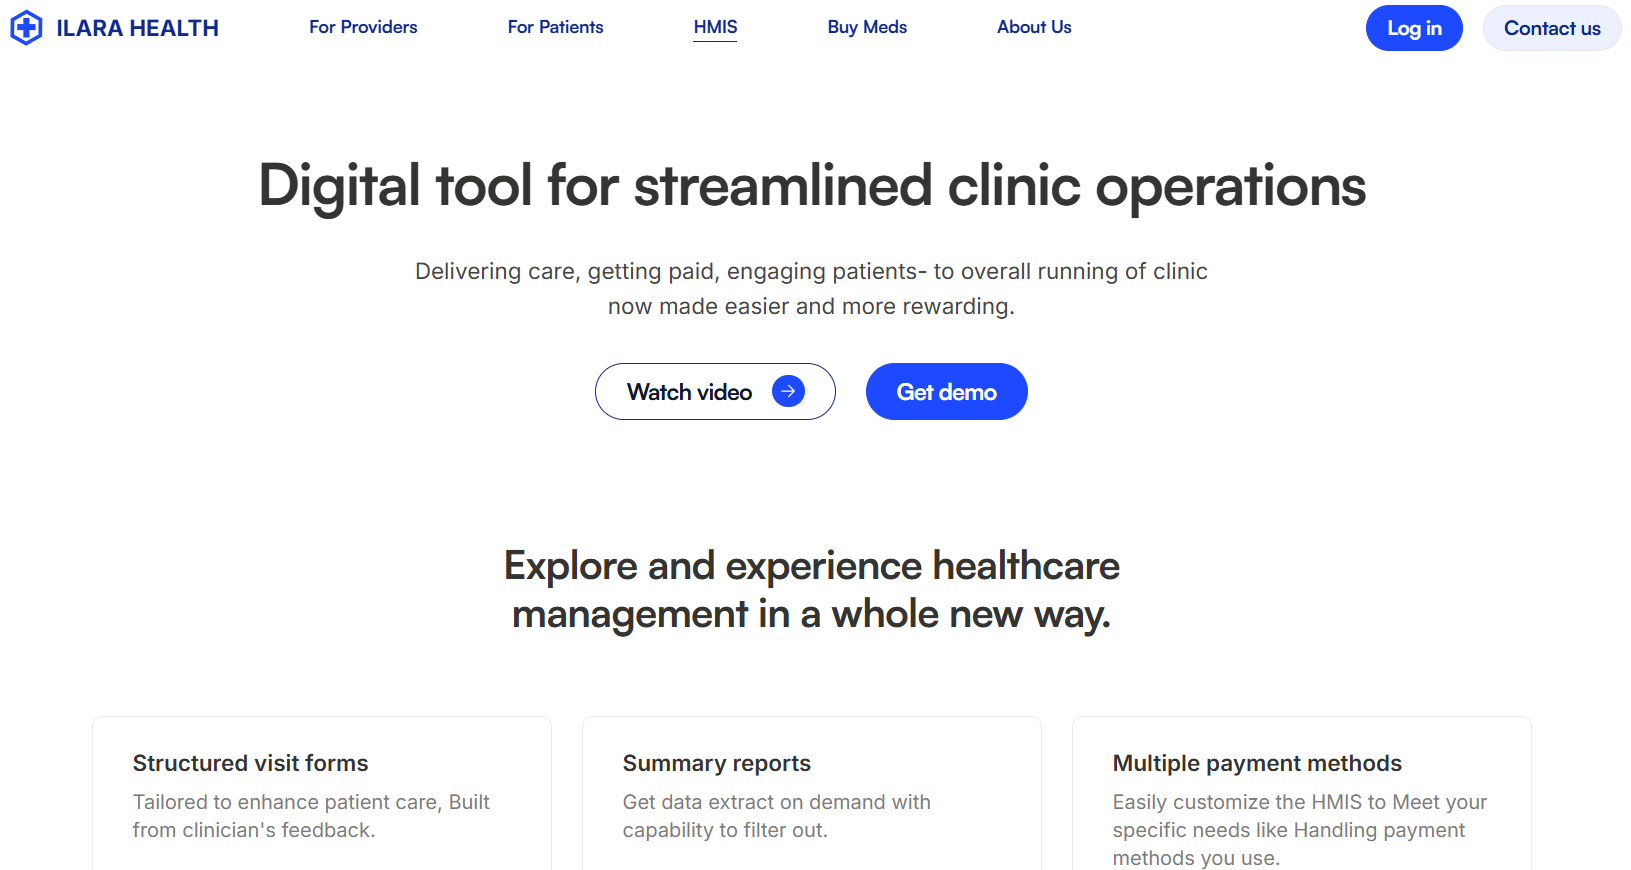 ILARA HEALTH
For Providers
For Patients
HMIS
Buy Meds
About Us
Log in
Contact us
Digital tool for streamlined clinic operations
Delivering care, getting paid, engaging patients- to overall running of clinic
now made easier and more rewarding.
Watch video
Get demo
Explore and experience healthcare
management in a whole new way.
Structured visit forms
Tailored to enhance patient care, Built
from clinician's feedback.
Summary reports
Get data extract on demand with
capability to filter out.
Multiple payment methods
Easily customize the HMIS to Meet your
specific needs like Handling payment
methods you use.